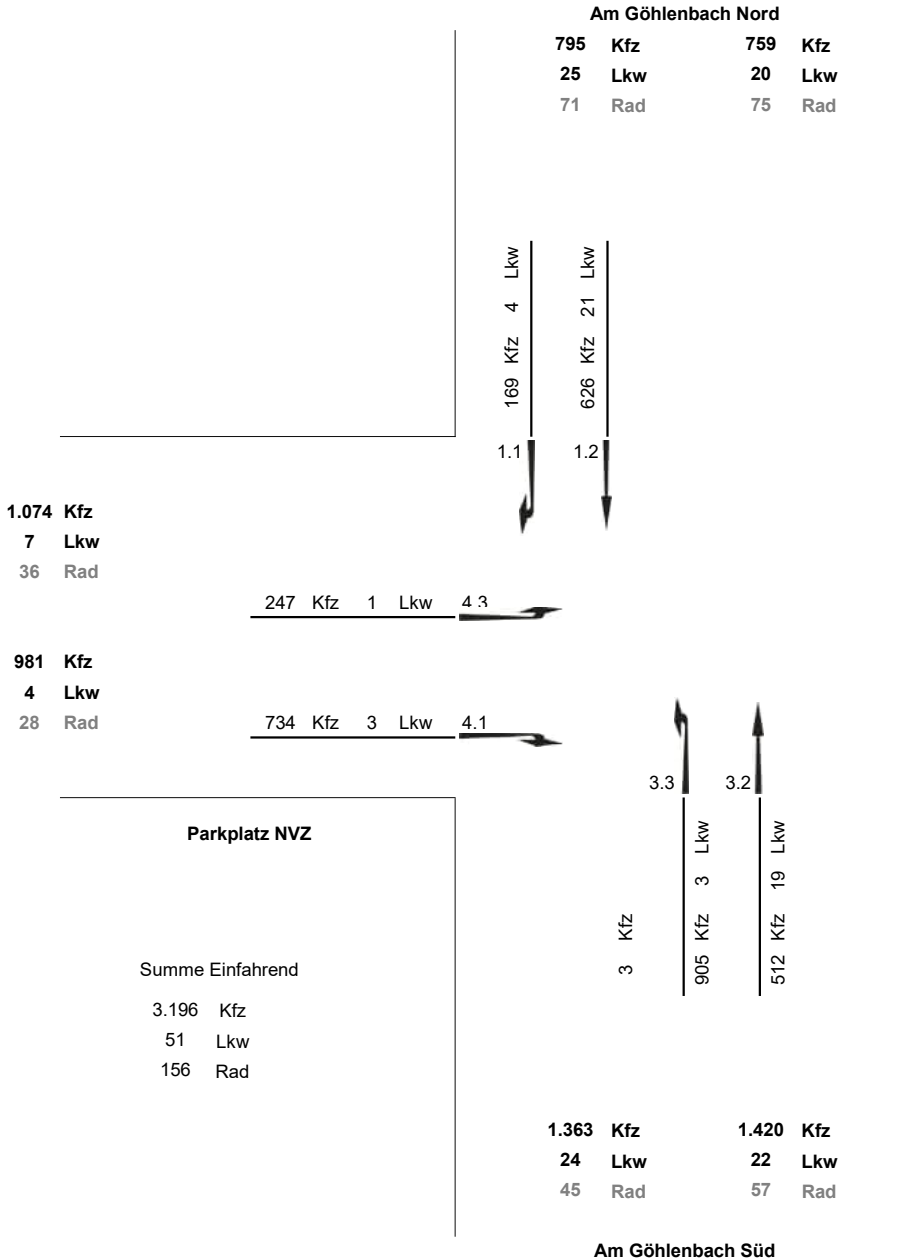 Am Göhlenbach Nord
795 Kfz 759 Kfz
25 Lkw 20 Lkw
71 Rad 75 Rad
169 Kfz 4 Lkw
626 Kfz 21 Lkw
1.1 1.2
1.074 Kfz
7 Lkw
36 Rad
247 Kfz 1 Lkw 4.3
981 Kfz
4 Lkw
28 Rad
734 Kfz 3 Lkw 4.1
3.3 3.2
3 Kfz
905 Kfz 3 Lkw
512 Kfz 19 Lkw
Parkplatz NVZ
Summe Einfahrend
3.196 Kfz
51 Lkw
156 Rad
1.363 Kfz 1.420 Kfz
24 Lkw 22 Lkw
45 Rad 57 Rad
Am Göhlenbach Süd